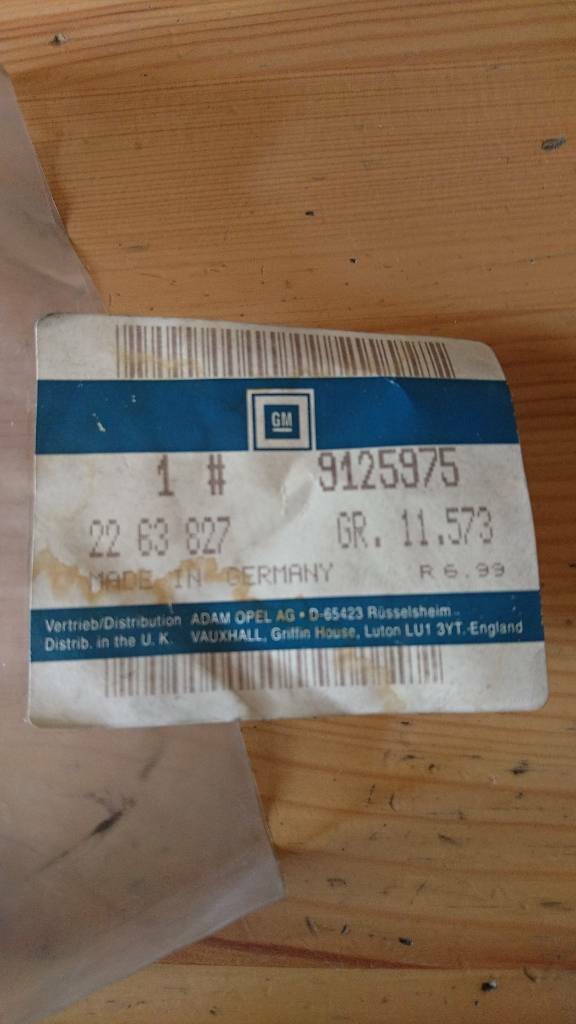 GM
1 # 9125975
22 63 827 GR. 11.573
MADE IN GERMANY R 6.99
Vertrieb/Distribution ADAM OPEL AG • D-65423 Rüsselsheim
Distrib. in the U. K. VAUXHALL, Griffin House, Luton LU1 3YT. England